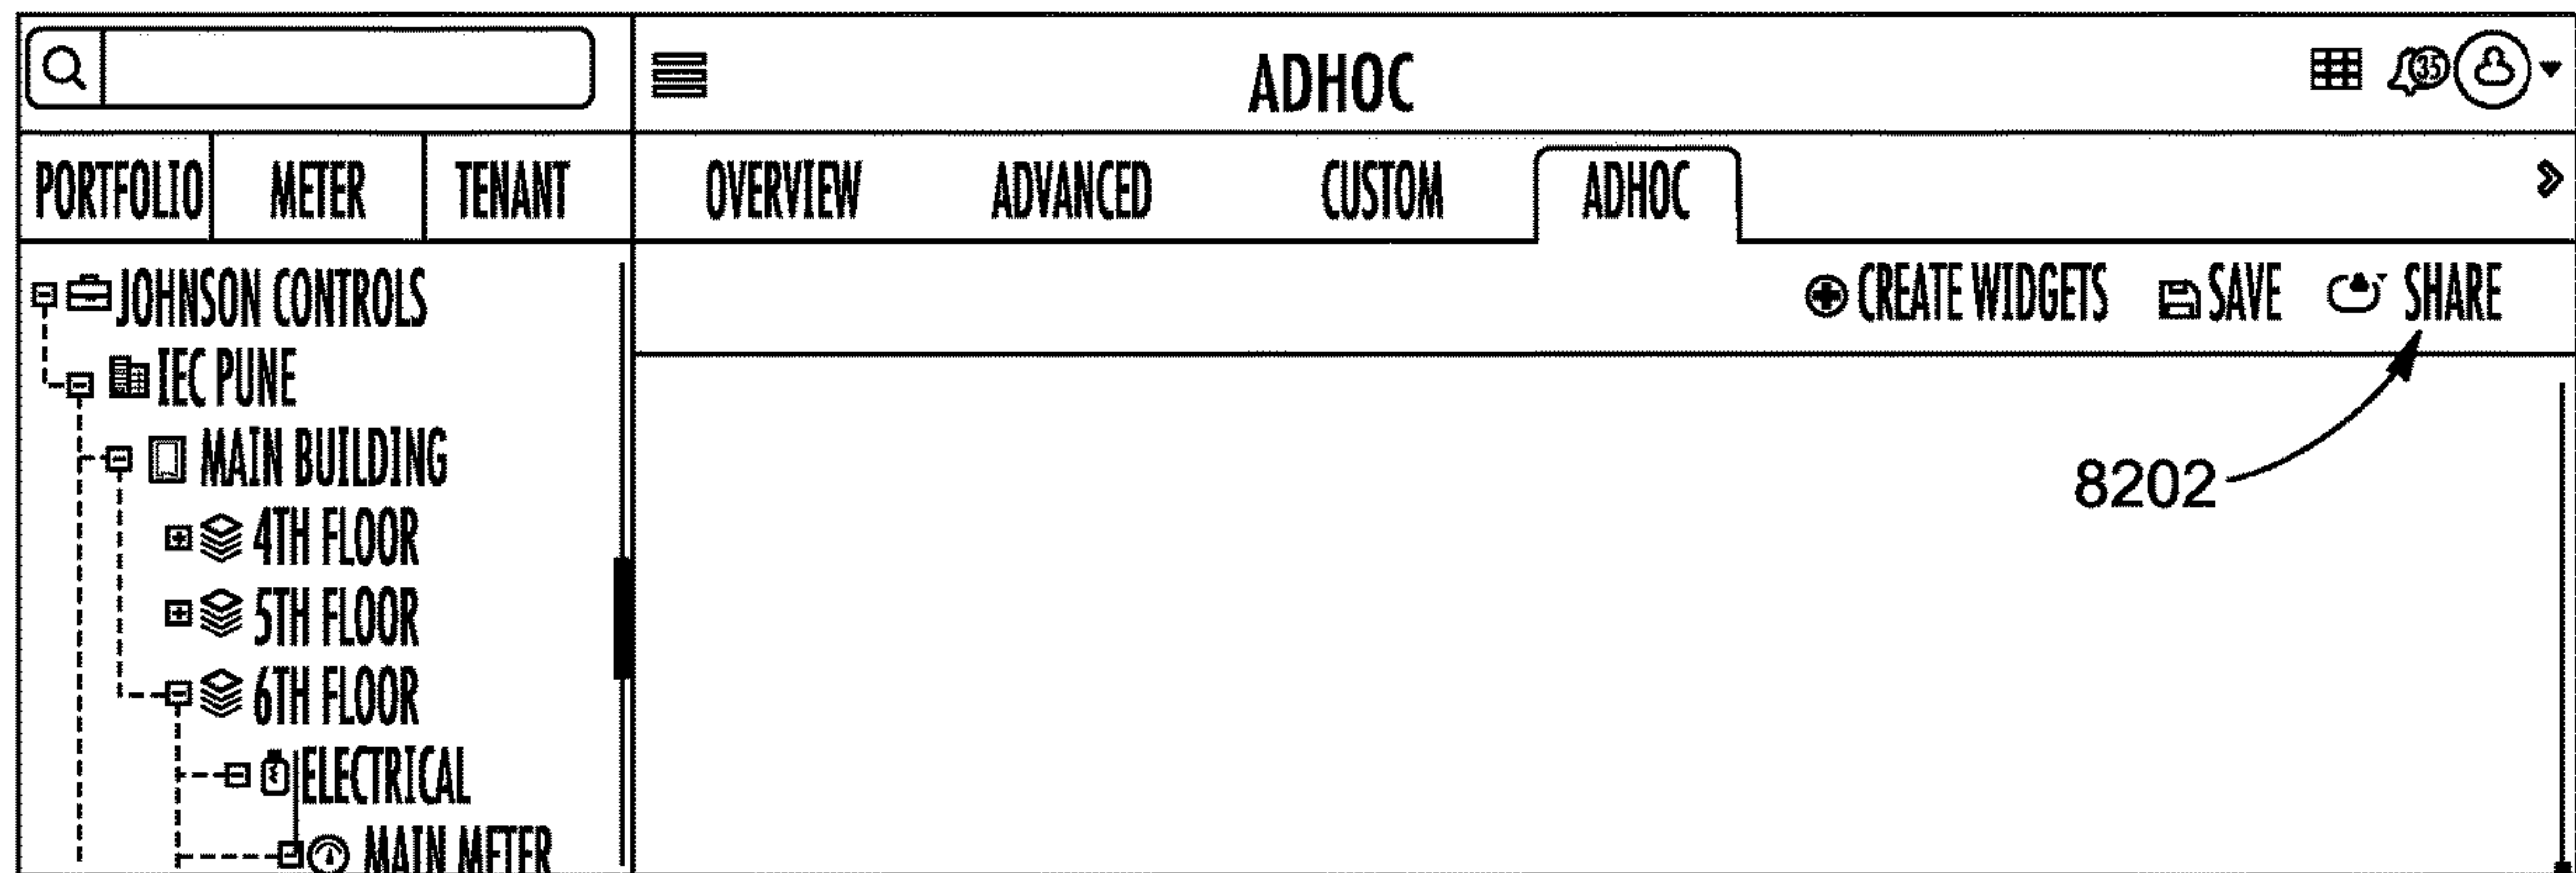 ADHOC
35
PORTFOLIO METER TENANT
OVERVIEW ADVANCED CUSTOM ADHOC
CREATE WIDGETS SAVE SHARE
JOHNSON CONTROLS
IEC PUNE
MAIN BUILDING
4TH FLOOR
5TH FLOOR
6TH FLOOR
ELECTRICAL
MAIN METER
8202